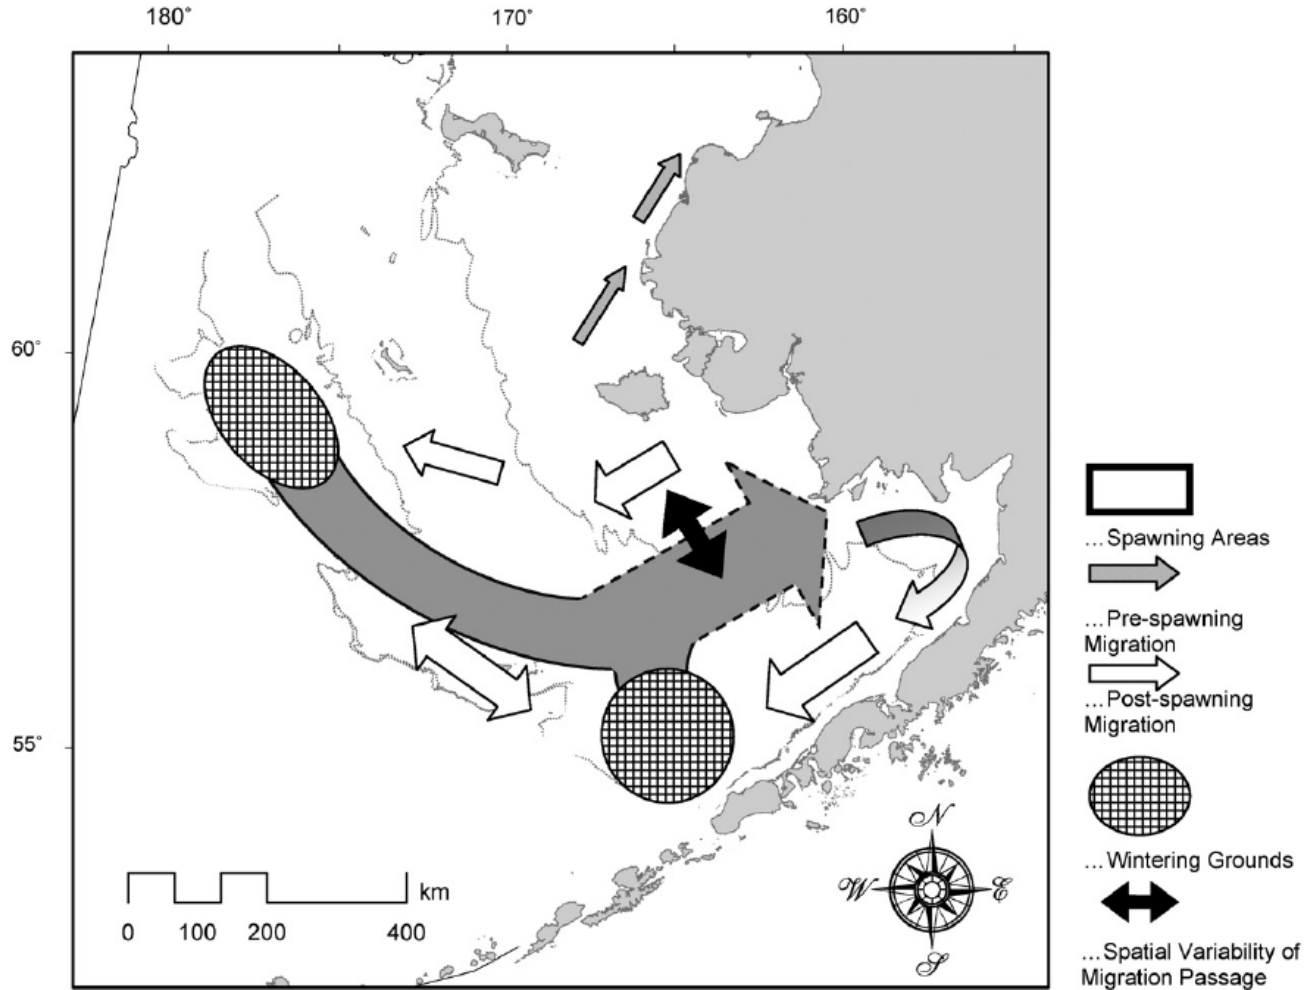 180°
170°
160°
60°
55°
km
0
100
200
400
N
W
E
S
...Spawning Areas
...Pre-spawning
Migration
...Post-spawning
Migration
...Wintering Grounds
...Spatial Variability of
Migration Passage